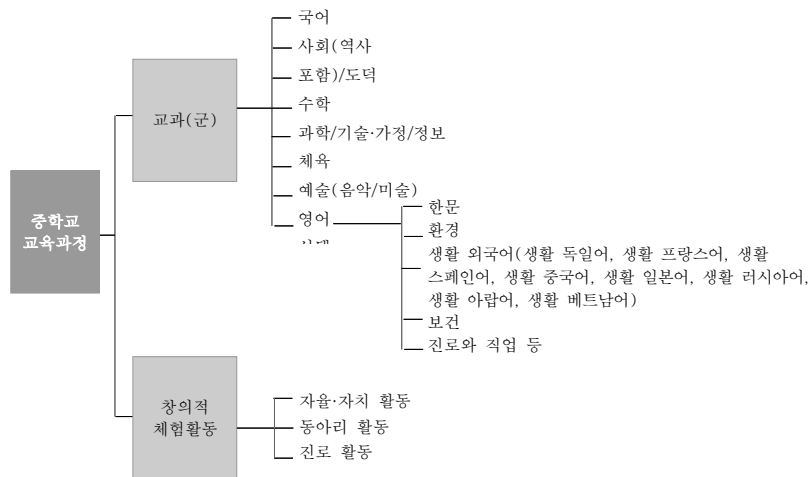 국어
사회(역사
포함)/도덕
수학
과학/기술·가정/정보
체육
예술(음악/미술)
영어
한문
환경
생활 외국어(생활 독일어, 생활 프랑스어, 생활
스페인어, 생활 중국어, 생활 일본어, 생활 러시아어,
생활 아랍어, 생활 베트남어)
보건
진로와 직업 등
교과(군)
중학교
교육과정
창의적
체험활동
자율·자치 활동
동아리 활동
진로 활동